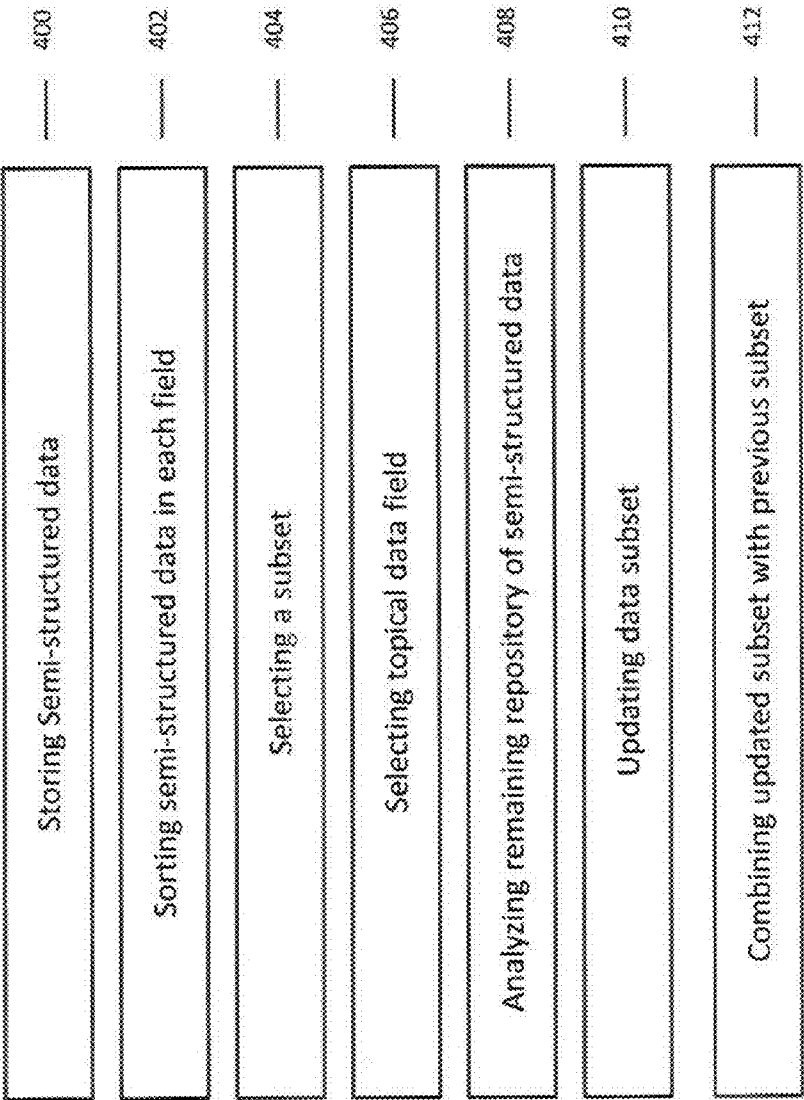 Storing Semi-structured data 400
Sorting semi-structured data in each field 402
Selecting a subset 404
Selecting topical data field 406
Analyzing remaining repository of semi-structured data 408
Updating data subset 410
Combining updated subset with previous subset 412